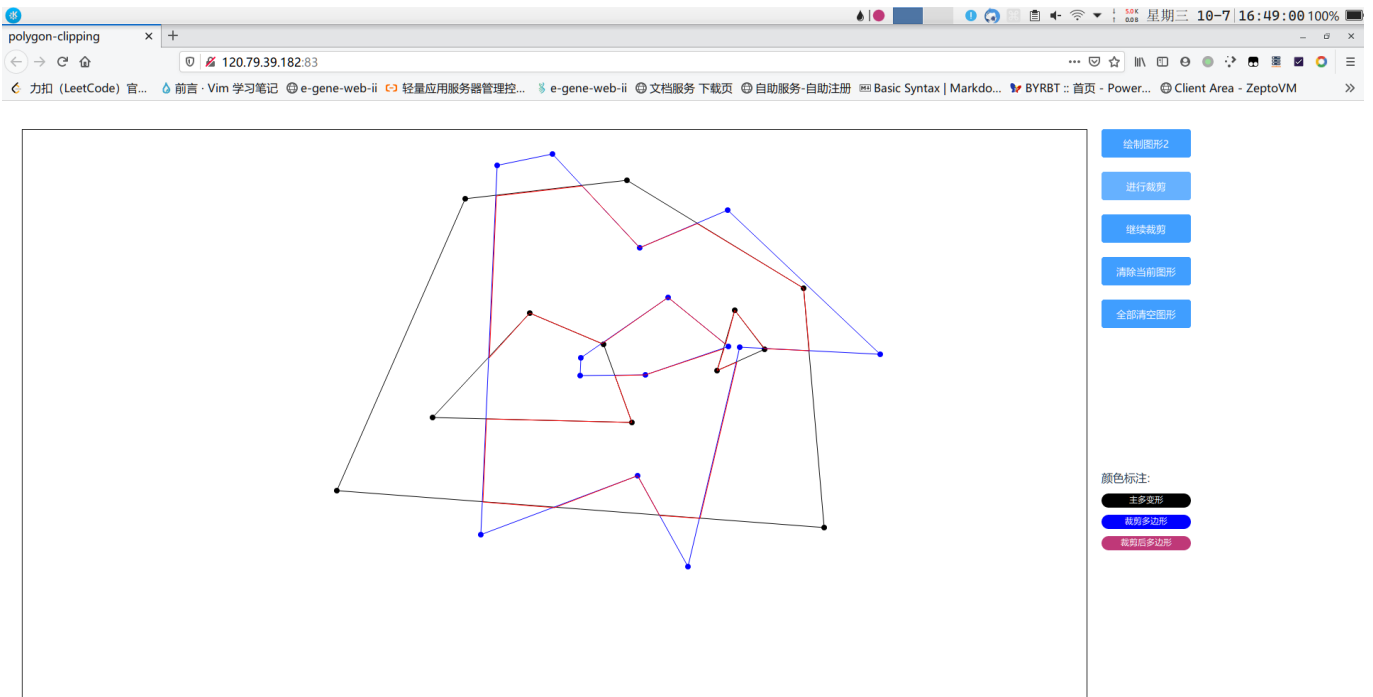 5.0K
0.0B
星期三 10-7 16:49:00 100%
polygon-clipping
120.79.39.182:83
力扣（LeetCode）官... 前言 · Vim 学习笔记 e-gene-web-ii 轻量应用服务器管理控... e-gene-web-ii 文档服务 下载页 自助服务-自助注册 Basic Syntax | Markdo... BYRBT :: 首页 - Power... Client Area - ZeptoVM
绘制图形2
进行裁剪
继续裁剪
清除当前图形
全部清空图形
颜色标注:
主多变形
裁剪多边形
裁剪后多边形